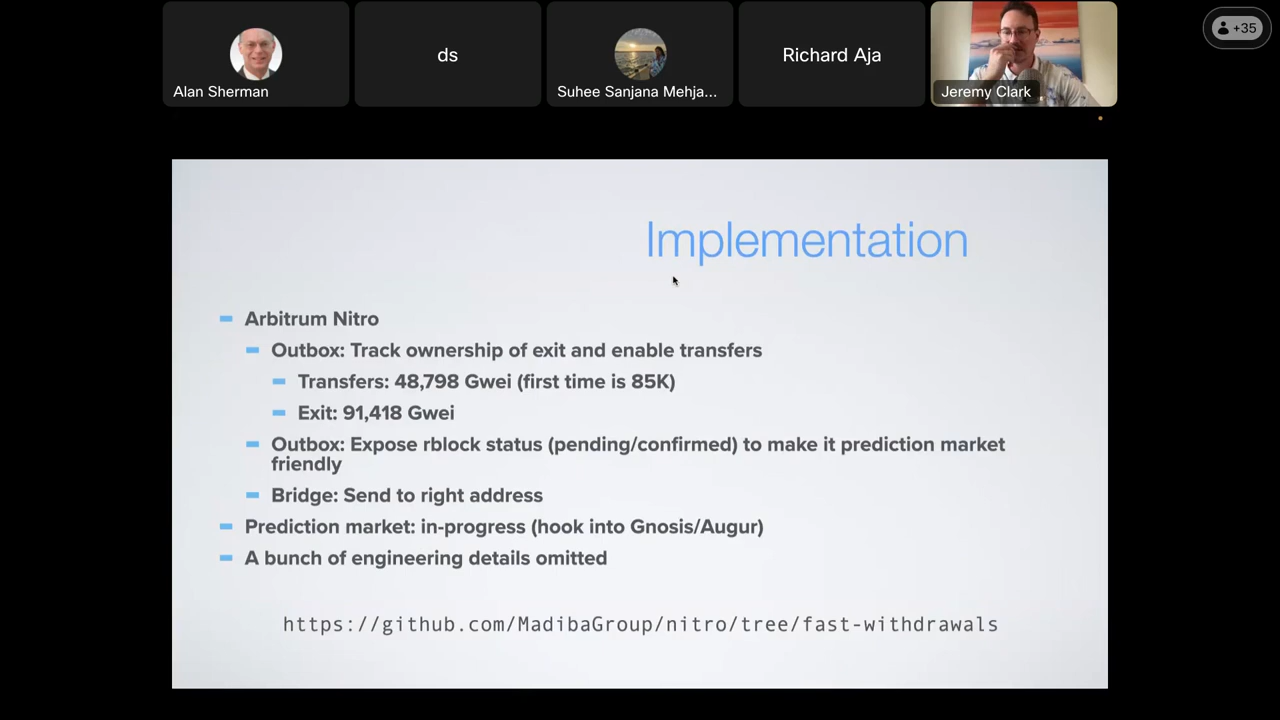 Alan Sherman
ds
Suhee Sanjana Mehja...
Richard Aja
Jeremy Clark
+35
Implementation
Arbitrum Nitro
Outbox: Track ownership of exit and enable transfers
Transfers: 48,798 Gwei (first time is 85K)
Exit: 91,418 Gwei
Outbox: Expose rblock status (pending/confirmed) to make it prediction market
friendly
Bridge: Send to right address
Prediction market: in-progress (hook into Gnosis/Augur)
A bunch of engineering details omitted
https://github.com/MadibaGroup/nitro/tree/fast-withdrawals